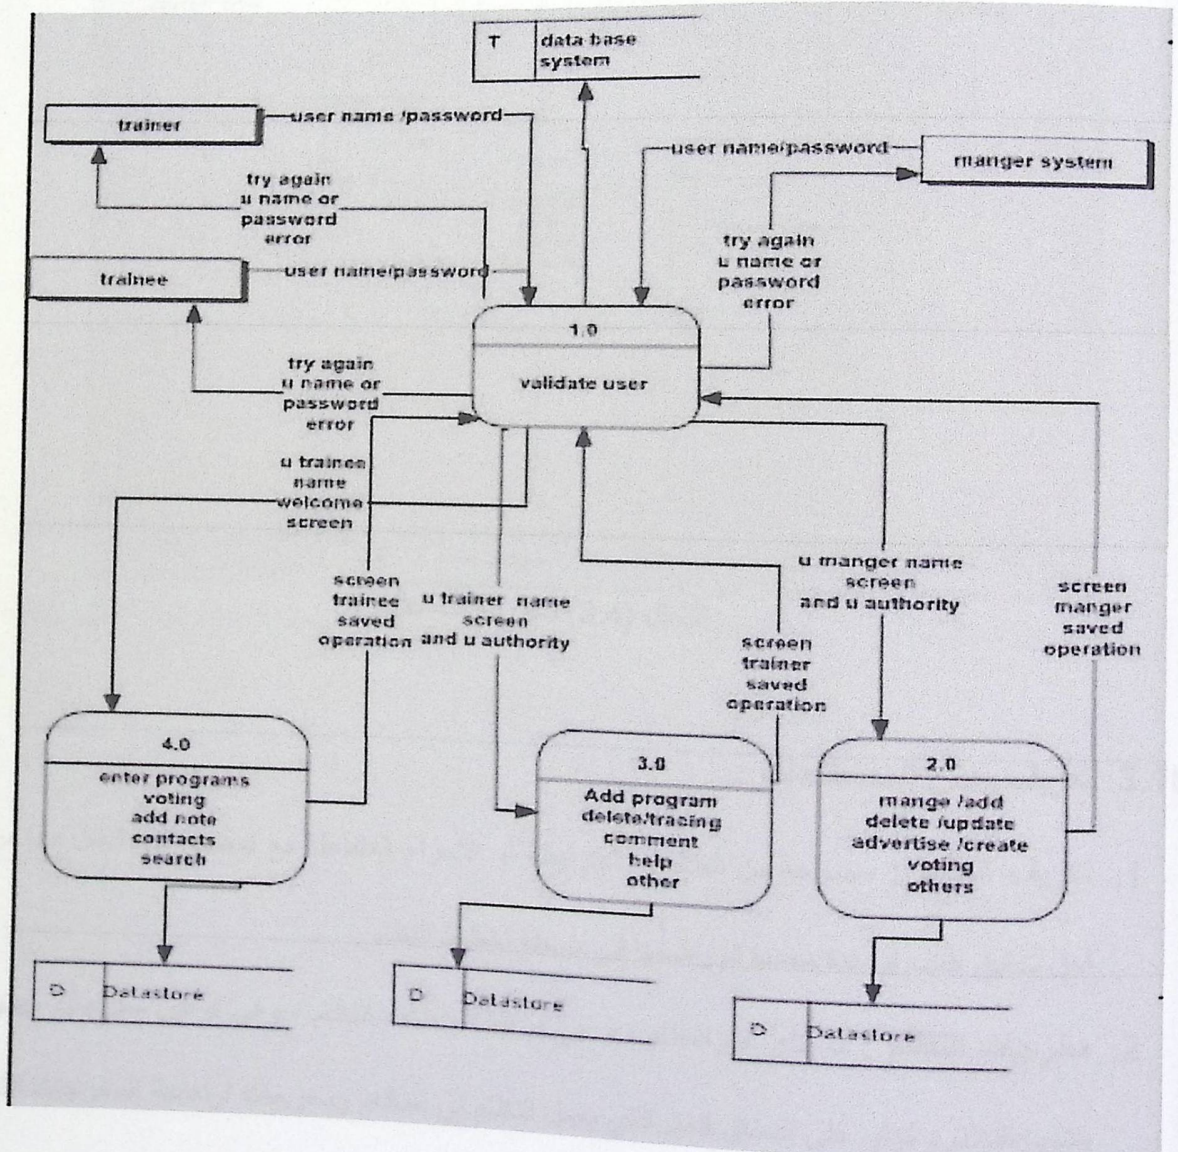 T
data base
system
trainer
user name /password
user name/password
manger system
try again
u name or
password
error
trainee
user name/password
try again
u name or
password
error
1.0
validate user
try again
u name or
password
error
u trainee
name
welcome
screen
screen
trainee
saved
operation
u trainer name
screen
and u authority
u manger name
screen
and u authority
screen
manger
saved
operation
screen
trainer
saved
operation
4.0
enter programs
voting
add note
contacts
search
3.0
Add program
delete/tracing
comment
help
other
2.0
mange /add
delete /update
advertise /create
voting
others
D
Datastore
D
Datastore
D
Datastore